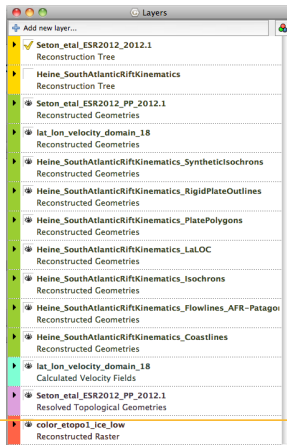 Layers
Add new layer...
Seton_etal_ESR2012_2012.1
Reconstruction Tree
Heine_SouthAtlanticRiftKinematics
Reconstruction Tree
Seton_etal_ESR2012_PP_2012.1
Reconstructed Geometries
lat_lon_velocity_domain_18
Reconstructed Geometries
Heine_SouthAtlanticRiftKinematics_SyntheticIsochrons
Reconstructed Geometries
Heine_SouthAtlanticRiftKinematics_RigidPlateOutlines
Reconstructed Geometries
Heine_SouthAtlanticRiftKinematics_PlatePolygons
Reconstructed Geometries
Heine_SouthAtlanticRiftKinematics_LaLOC
Reconstructed Geometries
Heine_SouthAtlanticRiftKinematics_Isochrons
Reconstructed Geometries
Heine_SouthAtlanticRiftKinematics_Flowlines_AFR-Patagoi
Reconstructed Geometries
Heine_SouthAtlanticRiftKinematics_Coastlines
Reconstructed Geometries
lat_lon_velocity_domain_18
Calculated Velocity Fields
Seton_etal_ESR2012_PP_2012.1
Resolved Topological Geometries
color_etopo1_ice_low
Reconstructed Raster